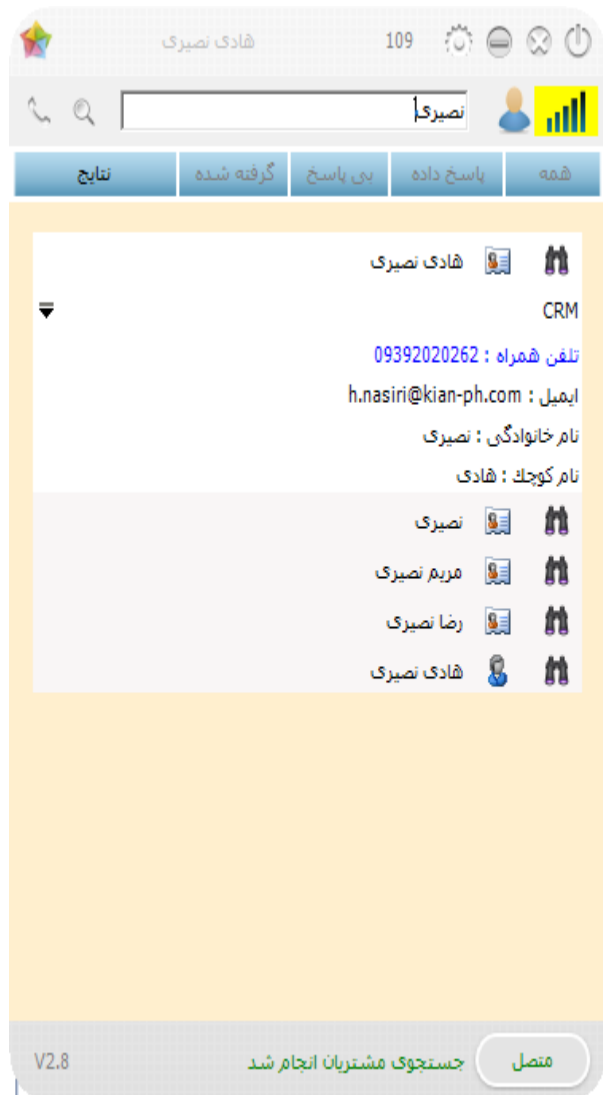 109 هادی نصیری
نصیری
همه پاسخ داده بی پاسخ گرفته شده نتایج
هادی نصیری
CRM
تلفن همراه : 09392020262
ایمیل : h.nasiri@kian-ph.com
نام خانوادگی : نصیری
نام کوچك : هادی
نصیری
مریم نصیری
رضا نصیری
هادی نصیری
متصل جستجوی مشتریان انجام شد V2.8